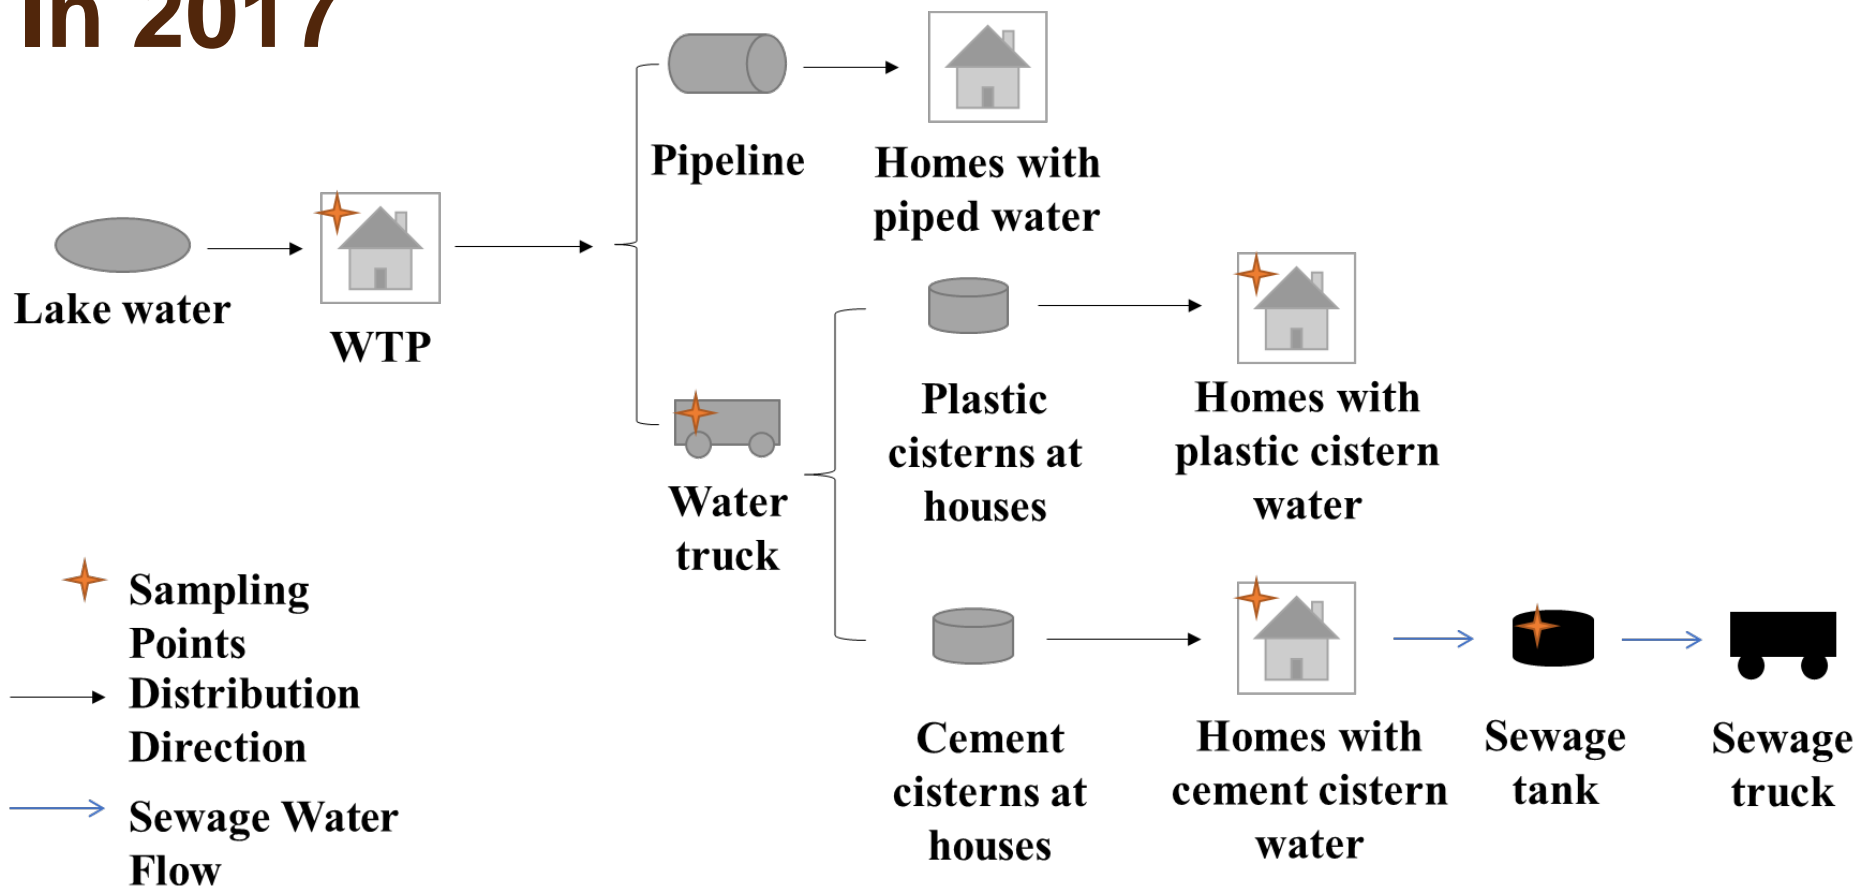 in 2017
Pipeline
Homes with
piped water
Lake water
WTP
Plastic
cisterns at
houses
Homes with
plastic cistern
water
Water
truck
Sampling
Points
Distribution
Direction
Sewage Water
Flow
Cement
cisterns at
houses
Homes with
cement cistern
water
Sewage
tank
Sewage
truck